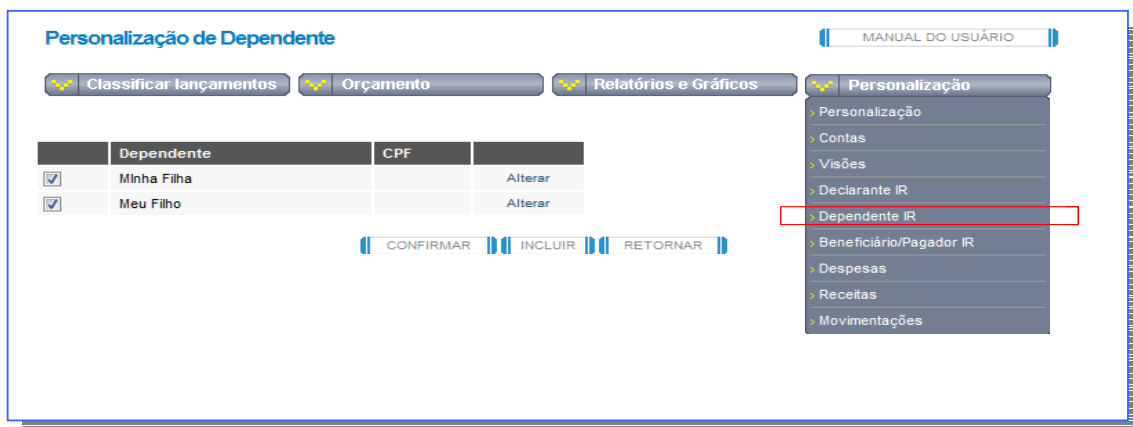 Personalização de Dependente
MANUAL DO USUÁRIO
Classificar lançamentos Orçamento Relatórios e Gráficos Personalização
Dependente CPF
MInha Filha Alterar
Meu Filho Alterar
CONFIRMAR INCLUIR RETORNAR
> Personalização
> Contas
> Visões
> Declarante IR
> Dependente IR
> Beneficiário/Pagador IR
> Despesas
> Receitas
> Movimentações